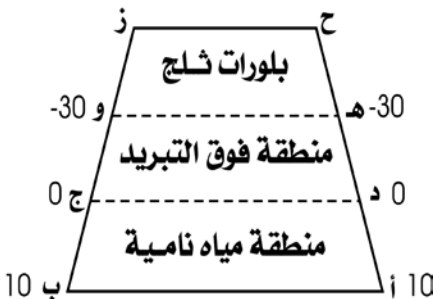 ح ز
بلورات ثلج
-30 هـ و -30
منطقة فوق التبريد
0 د ج 0
منطقة مياه نامية
10 أ ب 10